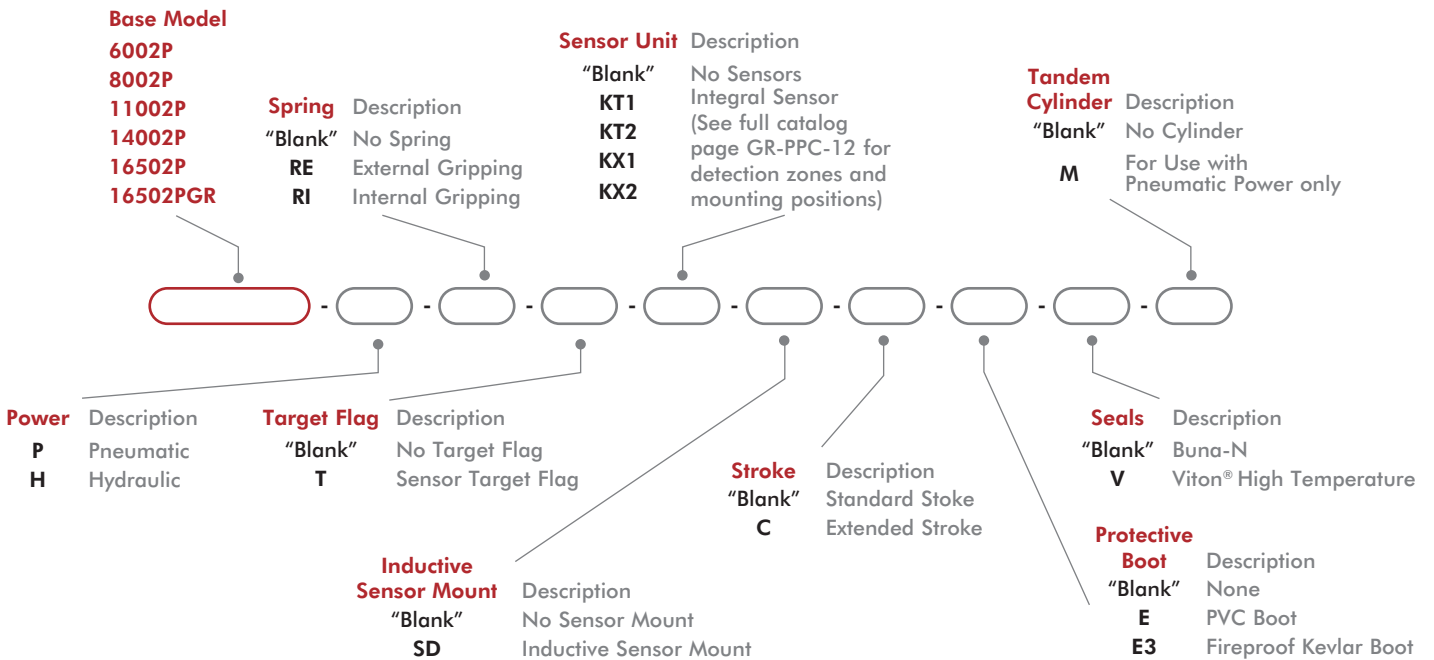 Base Model
6002P
8002P
11002P
14002P
16502P
16502PGR
Spring Description
“Blank” No Spring
RE External Gripping
RI Internal Gripping
Sensor Unit Description
“Blank” No Sensors
KT1 Integral Sensor
KT2 (See full catalog
page GR-PPC-12 for
KX1 detection zones and
KX2 mounting positions)
Tandem
Cylinder Description
“Blank” No Cylinder
M For Use with
Pneumatic Power only
- - - - - - - - -
Power Description
P Pneumatic
H Hydraulic
Target Flag Description
“Blank” No Target Flag
T Sensor Target Flag
Inductive
Sensor Mount Description
“Blank” No Sensor Mount
SD Inductive Sensor Mount
Stroke Description
“Blank” Standard Stoke
C Extended Stroke
Seals Description
“Blank” Buna-N
V Viton® High Temperature
Protective
Boot Description
“Blank” None
E PVC Boot
E3 Fireproof Kevlar Boot